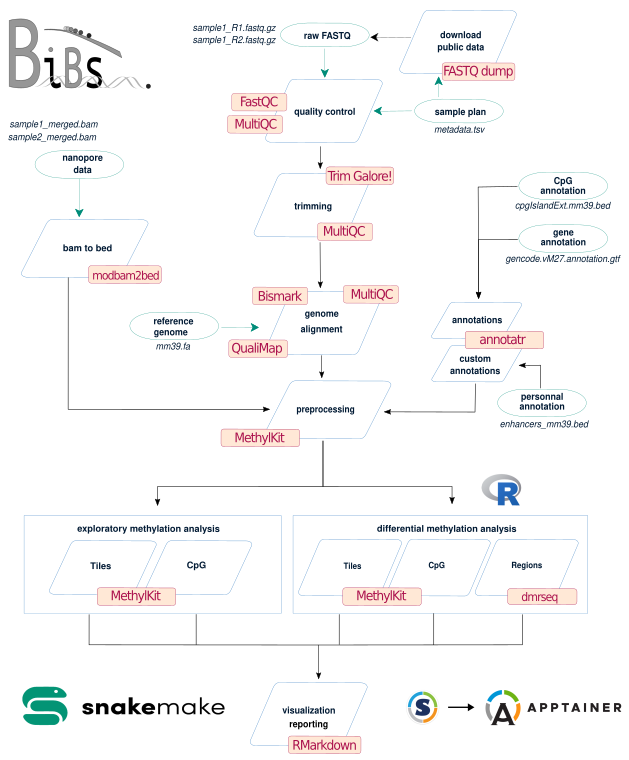 BiBs
sample1_R1.fastq.gz
sample1_R2.fastq.gz
raw FASTQ
download
public data
FASTQ dump
FastQC
MultiQC
quality control
sample plan
metadata.tsv
sample1_merged.bam
sample2_merged.bam
nanopore
data
Trim Galore!
trimming
MultiQC
CpG
annotation
cpgIslandExt.mm39.bed
gene
annotation
gencode.vM27.annotation.gtf
bam to bed
modbam2bed
Bismark
MultiQC
genome
alignment
QualiMap
reference
genome
mm39.fa
annotations
annotatr
custom
annotations
personnal
annotation
enhancers_mm39.bed
preprocessing
MethylKit
R
exploratory methylation analysis
Tiles
CpG
MethylKit
differential methylation analysis
Tiles
CpG
Regions
MethylKit
dmrseq
snakemake
visualization
reporting
RMarkdown
S
A
APPTAINER